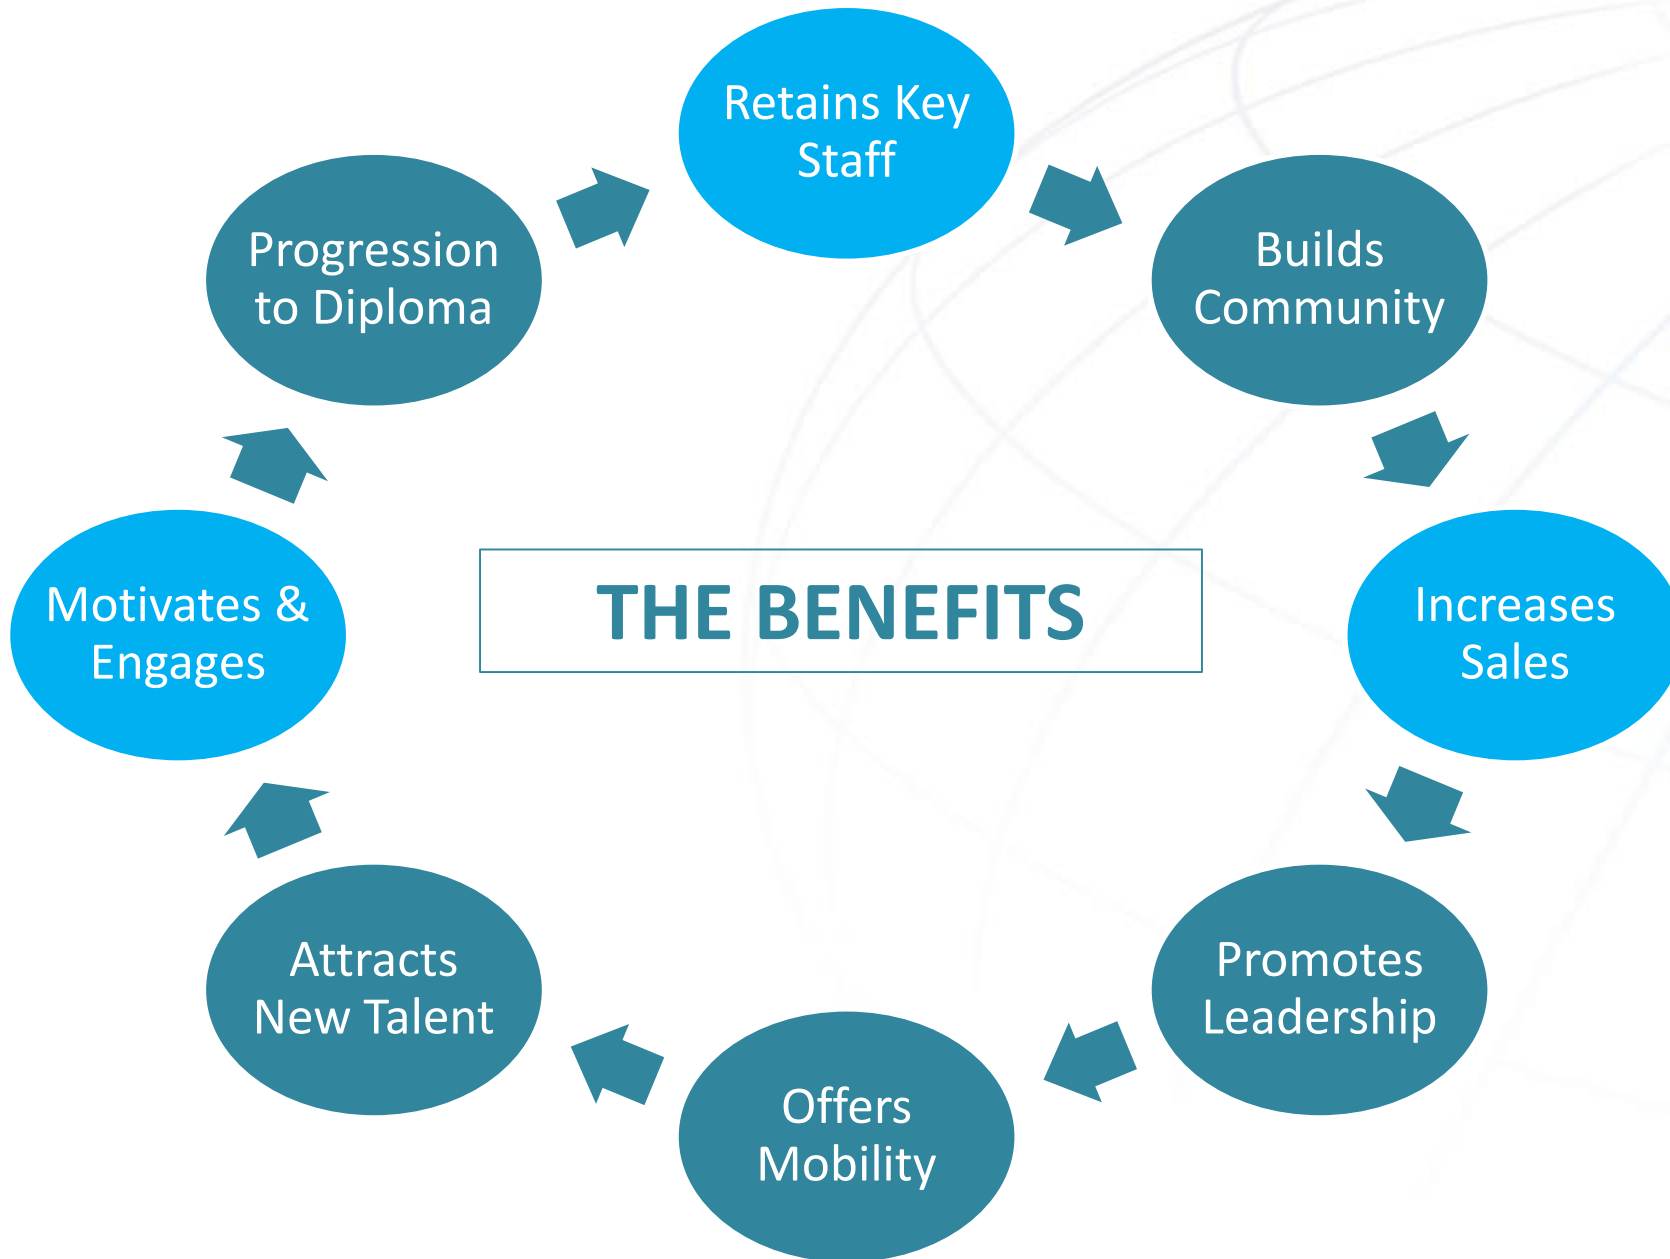 Retains Key
Staff
Builds
Community
Increases
Sales
Promotes
Leadership
Offers
Mobility
Attracts
New Talent
Motivates &
Engages
Progression
to Diploma
THE BENEFITS